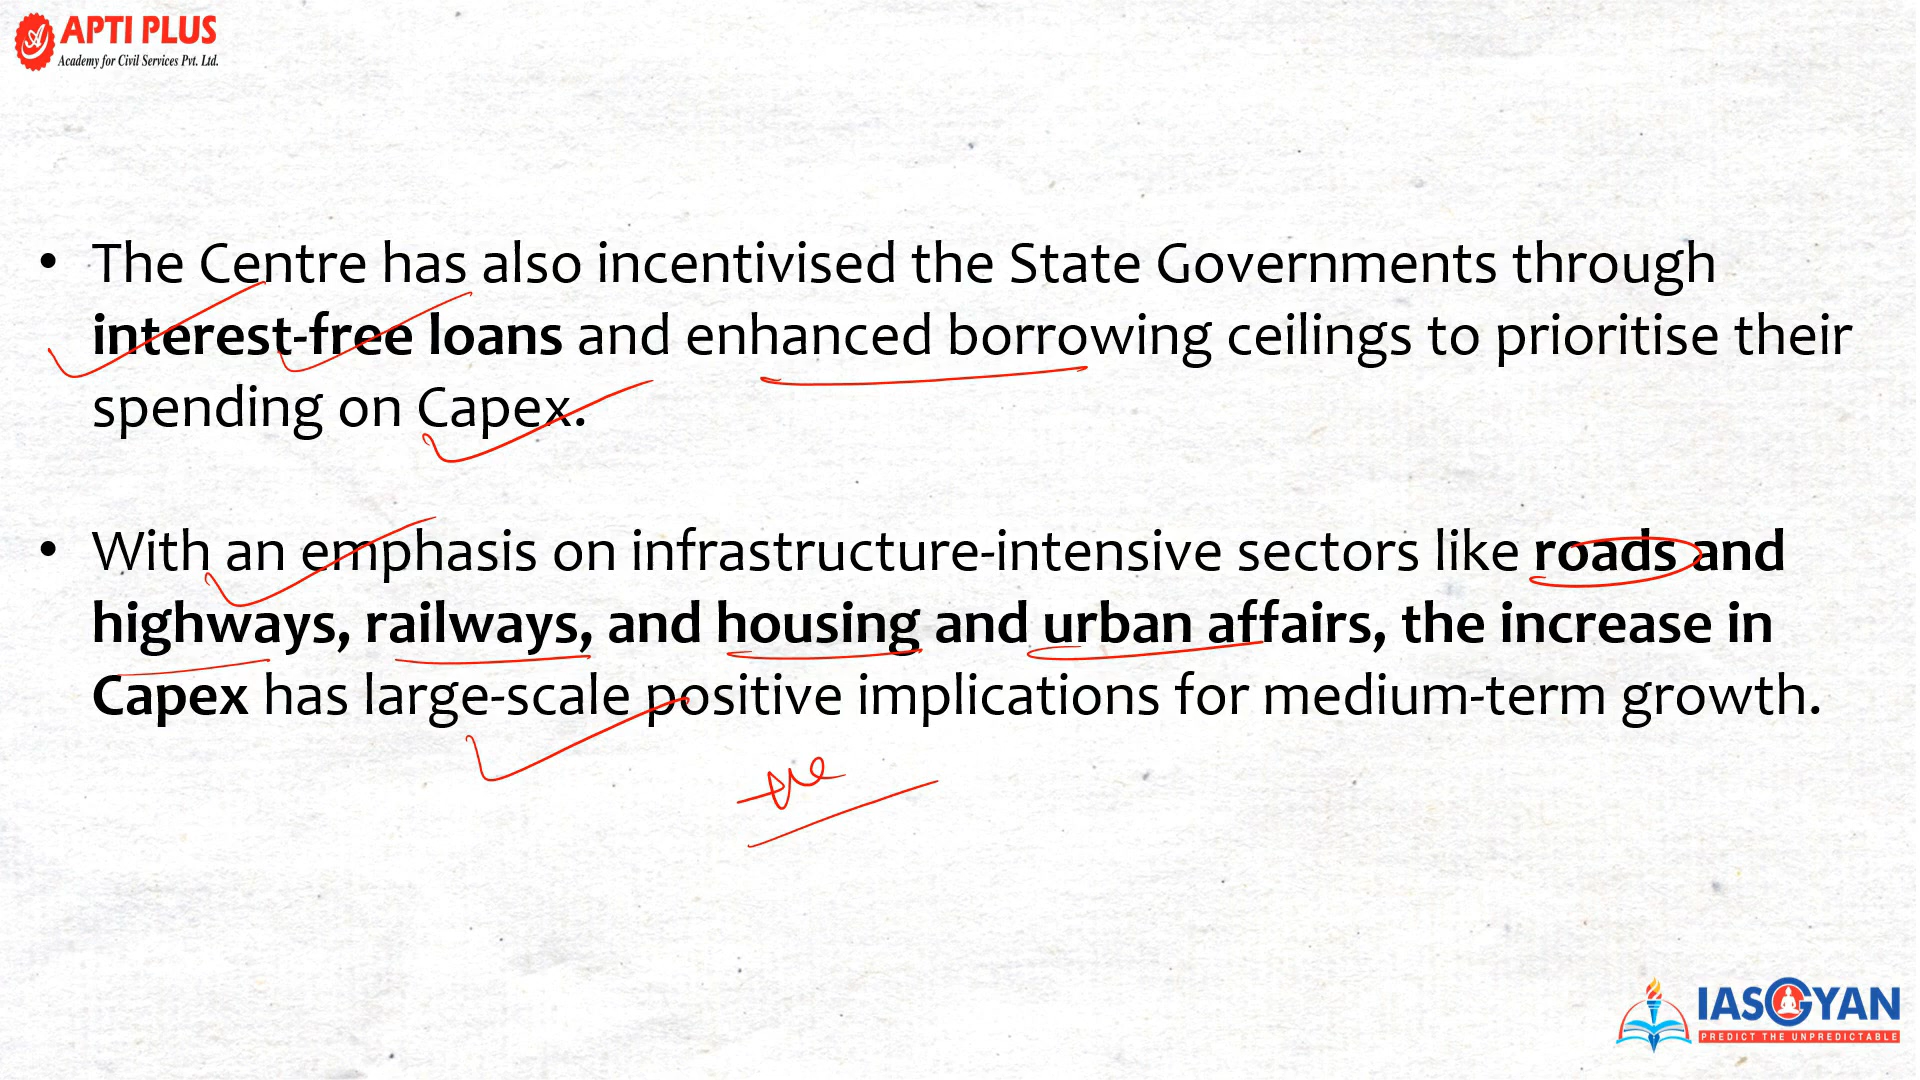 APTI PLUS
Academy for Civil Services Pvt. Ltd.
• The Centre has also incentivised the State Governments through
interest-free loans and enhanced borrowing ceilings to prioritise their
spending on Capex.
• With an emphasis on infrastructure-intensive sectors like roads and
highways, railways, and housing and urban affairs, the increase in
Capex has large-scale positive implications for medium-term growth.
+ve
IASGYAN
PREDICT THE UNPREDICTABLE